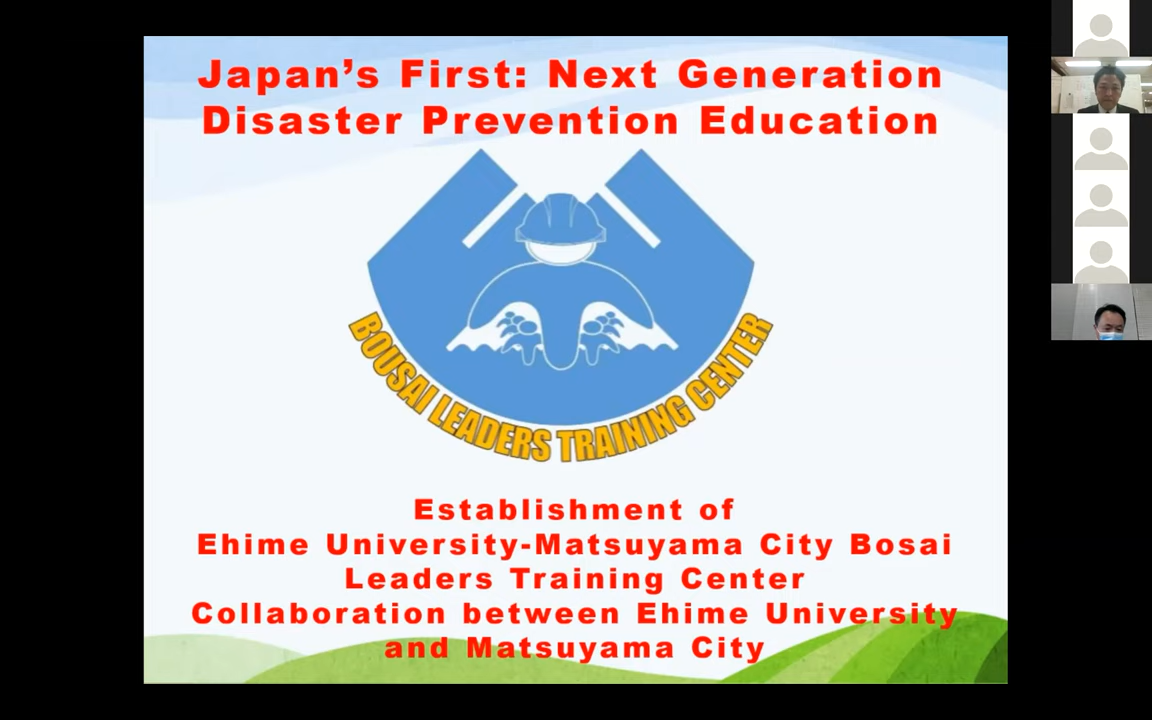 Japan's First: Next Generation
Disaster Prevention Education
BOUSAI LEADERS TRAINING CENTER
Establishment of
Ehime University-Matsuyama City Bosai
Leaders Training Center
Collaboration between Ehime University
and Matsuyama City